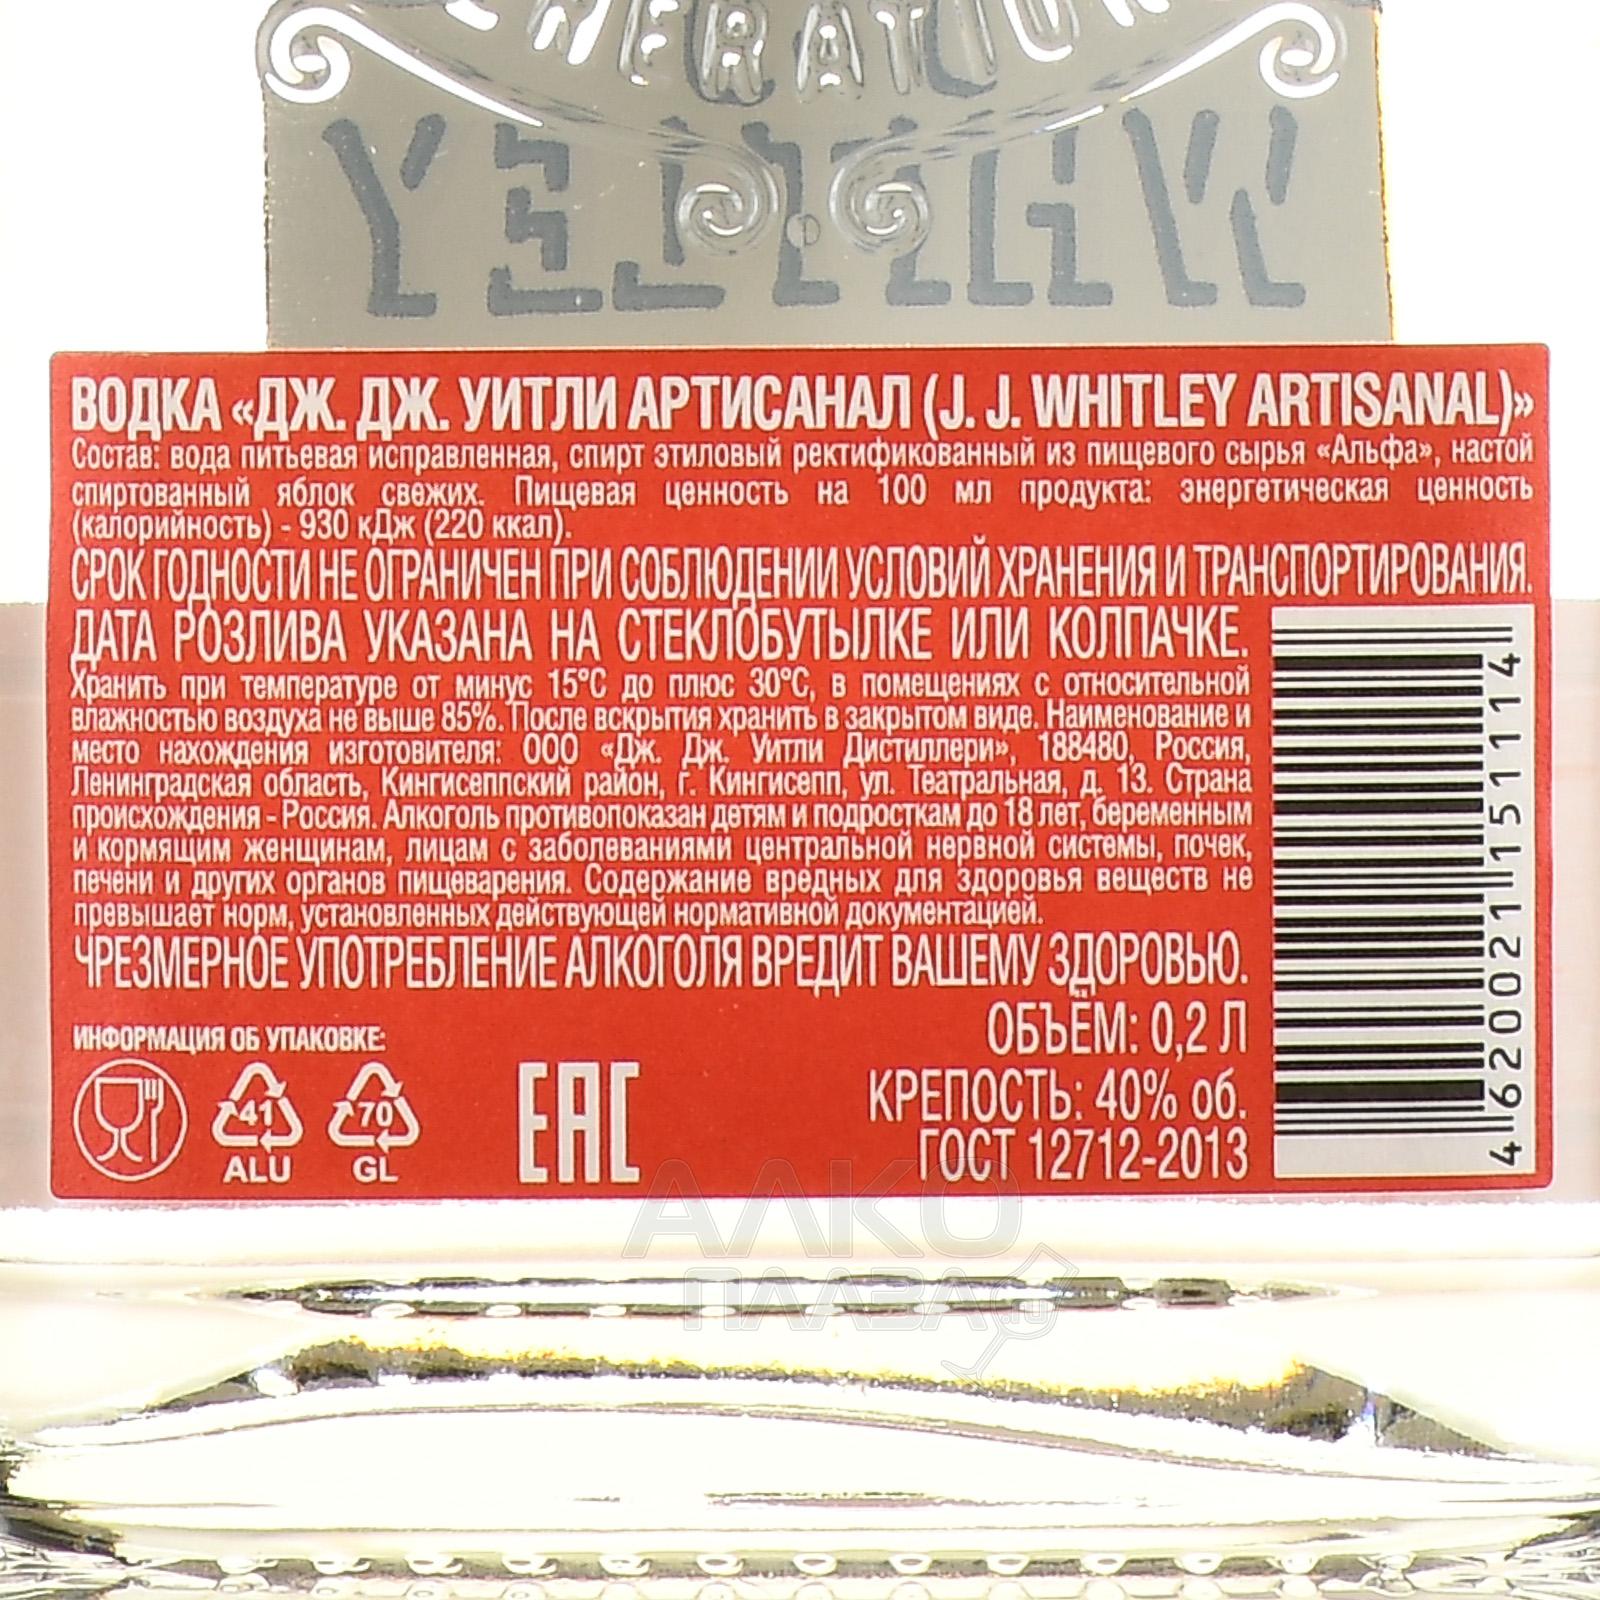 ВОДКА «ДЖ. ДЖ. УИТЛИ АРТИСАНАЛ (J. J. WHITLEY ARTISANAL)»
Состав: вода питьевая исправленная, спирт этиловый ректификованный из пищевого сырья «Альфа», настой
спиртованный яблок свежих. Пищевая ценность на 100 мл продукта: энергетическая ценность
(калорийность) - 930 кДж (220 ккал).
СРОК ГОДНОСТИ НЕ ОГРАНИЧЕН ПРИ СОБЛЮДЕНИИ УСЛОВИЙ ХРАНЕНИЯ И ТРАНСПОРТИРОВАНИЯ.
ДАТА РОЗЛИВА УКАЗАНА НА СТЕКЛОБУТЫЛКЕ ИЛИ КОЛПАЧКЕ.
Хранить при температуре от минус 15°C до плюс 30°C, в помещениях с относительной
влажностью воздуха не выше 85%. После вскрытия хранить в закрытом виде. Наименование и
место нахождения изготовителя: ООО «Дж. Дж. Уитли Дистиллери», 188480, Россия,
Ленинградская область, Кингисеппский район, г. Кингисепп, ул. Театральная, д. 13. Страна
происхождения - Россия. Алкоголь противопоказан детям и подросткам до 18 лет, беременным
и кормящим женщинам, лицам с заболеваниями центральной нервной системы, почек,
печени и других органов пищеварения. Содержание вредных для здоровья веществ не
превышает норм, установленных действующей нормативной документацией.
ЧРЕЗМЕРНОЕ УПОТРЕБЛЕНИЕ АЛКОГОЛЯ ВРЕДИТ ВАШЕМУ ЗДОРОВЬЮ.
ОБЪЁМ: 0,2 Л
ИНФОРМАЦИЯ ОБ УПАКОВКЕ:
КРЕПОСТЬ: 40% об.
ГОСТ 12712-2013
41
ALU
70
GL
EAC
4 620021 151114
АЛКО
ПЛАВА.ru